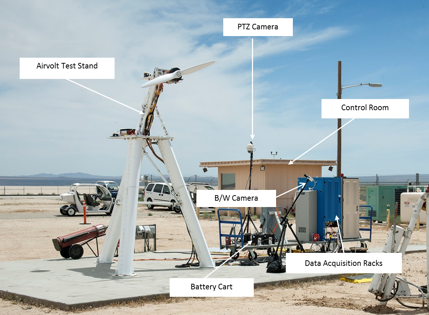 PTZ Camera
Airvolt Test Stand
Control Room
B/W Camera
Data Acquisition Racks
Battery Cart